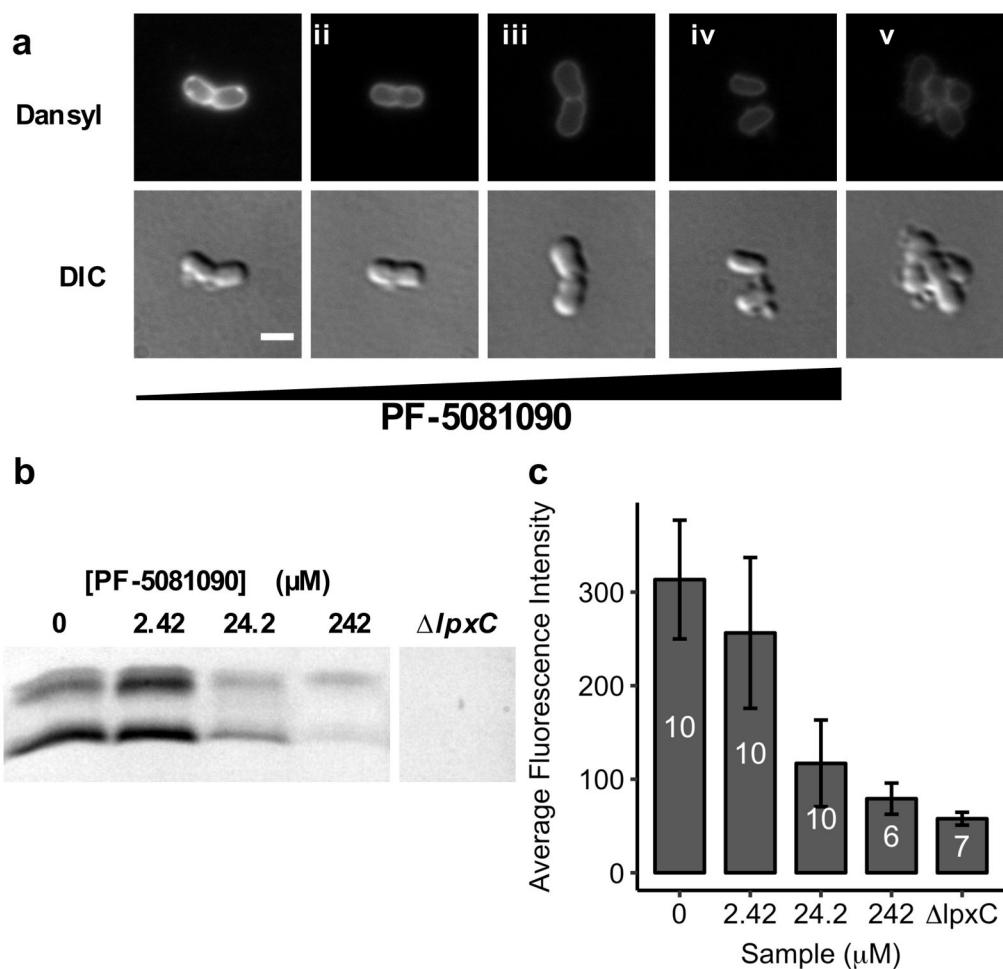 a
ii
iii
iv
v
Dansyl
DIC
PF-5081090
b
[PF-5081090] (μM)
0 2.42 24.2 242 ΔlpxC
c
Average Fluorescence Intensity
300
200
100
0
10
10
10
6
7
0 2.42 24.2 242 ΔlpxC
Sample (μM)